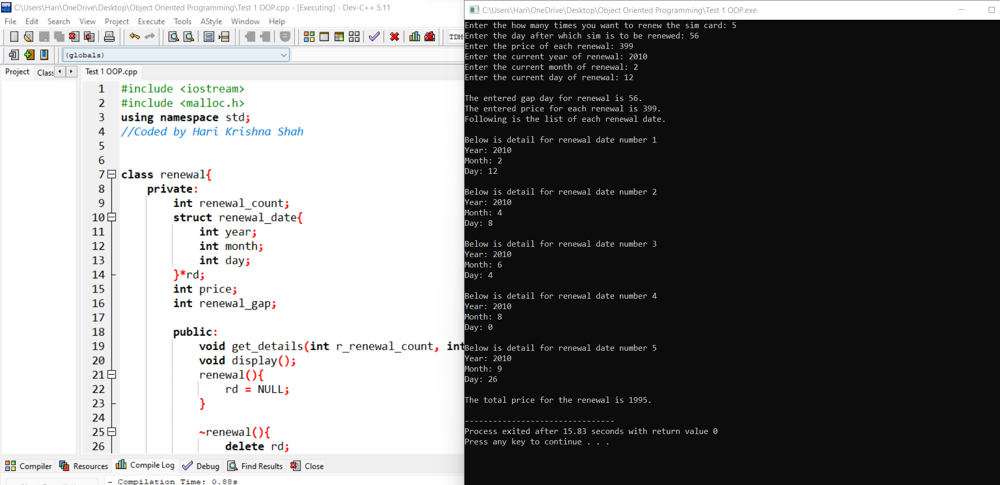 C:\Users\Hari\OneDrive\Desktop\Object Oriented Programming\Test 1 OOP.cpp - [Executing] - Dev-C++ 5.11
File Edit Search View Project Execute Tools AStyle Window Help
TDM
(globals)
Project Class Test 1 OOP.cpp
1 #include <iostream>
2 #include <malloc.h>
3 using namespace std;
4 //Coded by Hari Krishna Shah
5
6
7 class renewal{
8 private:
9 int renewal_count;
10 struct renewal_date{
11 int year;
12 int month;
13 int day;
14 }*rd;
15 int price;
16 int renewal_gap;
17
18 public:
19 void get_details(int r_renewal_count, int
20 void display();
21 renewal(){
22 rd = NULL;
23 }
24
25 ~renewal(){
26 delete rd;
Compiler Resources Compile Log Debug Find Results Close
- Compilation Time: 0.88s
C:\Users\Hari\OneDrive\Desktop\Object Oriented Programming\Test 1 OOP.exe
Enter the how many times you want to renew the sim card: 5
Enter the day after which sim is to be renewed: 56
Enter the price of each renewal: 399
Enter the current year of renewal: 2010
Enter the current month of renewal: 2
Enter the current day of renewal: 12
The entered gap day for renewal is 56.
The entered price for each renewal is 399.
Following is the list of each renewal date.
Below is detail for renewal date number 1
Year: 2010
Month: 2
Day: 12
Below is detail for renewal date number 2
Year: 2010
Month: 4
Day: 8
Below is detail for renewal date number 3
Year: 2010
Month: 6
Day: 4
Below is detail for renewal date number 4
Year: 2010
Month: 8
Day: 0
Below is detail for renewal date number 5
Year: 2010
Month: 9
Day: 26
The total price for the renewal is 1995.
--------------------------------
Process exited after 15.83 seconds with return value 0
Press any key to continue . . .